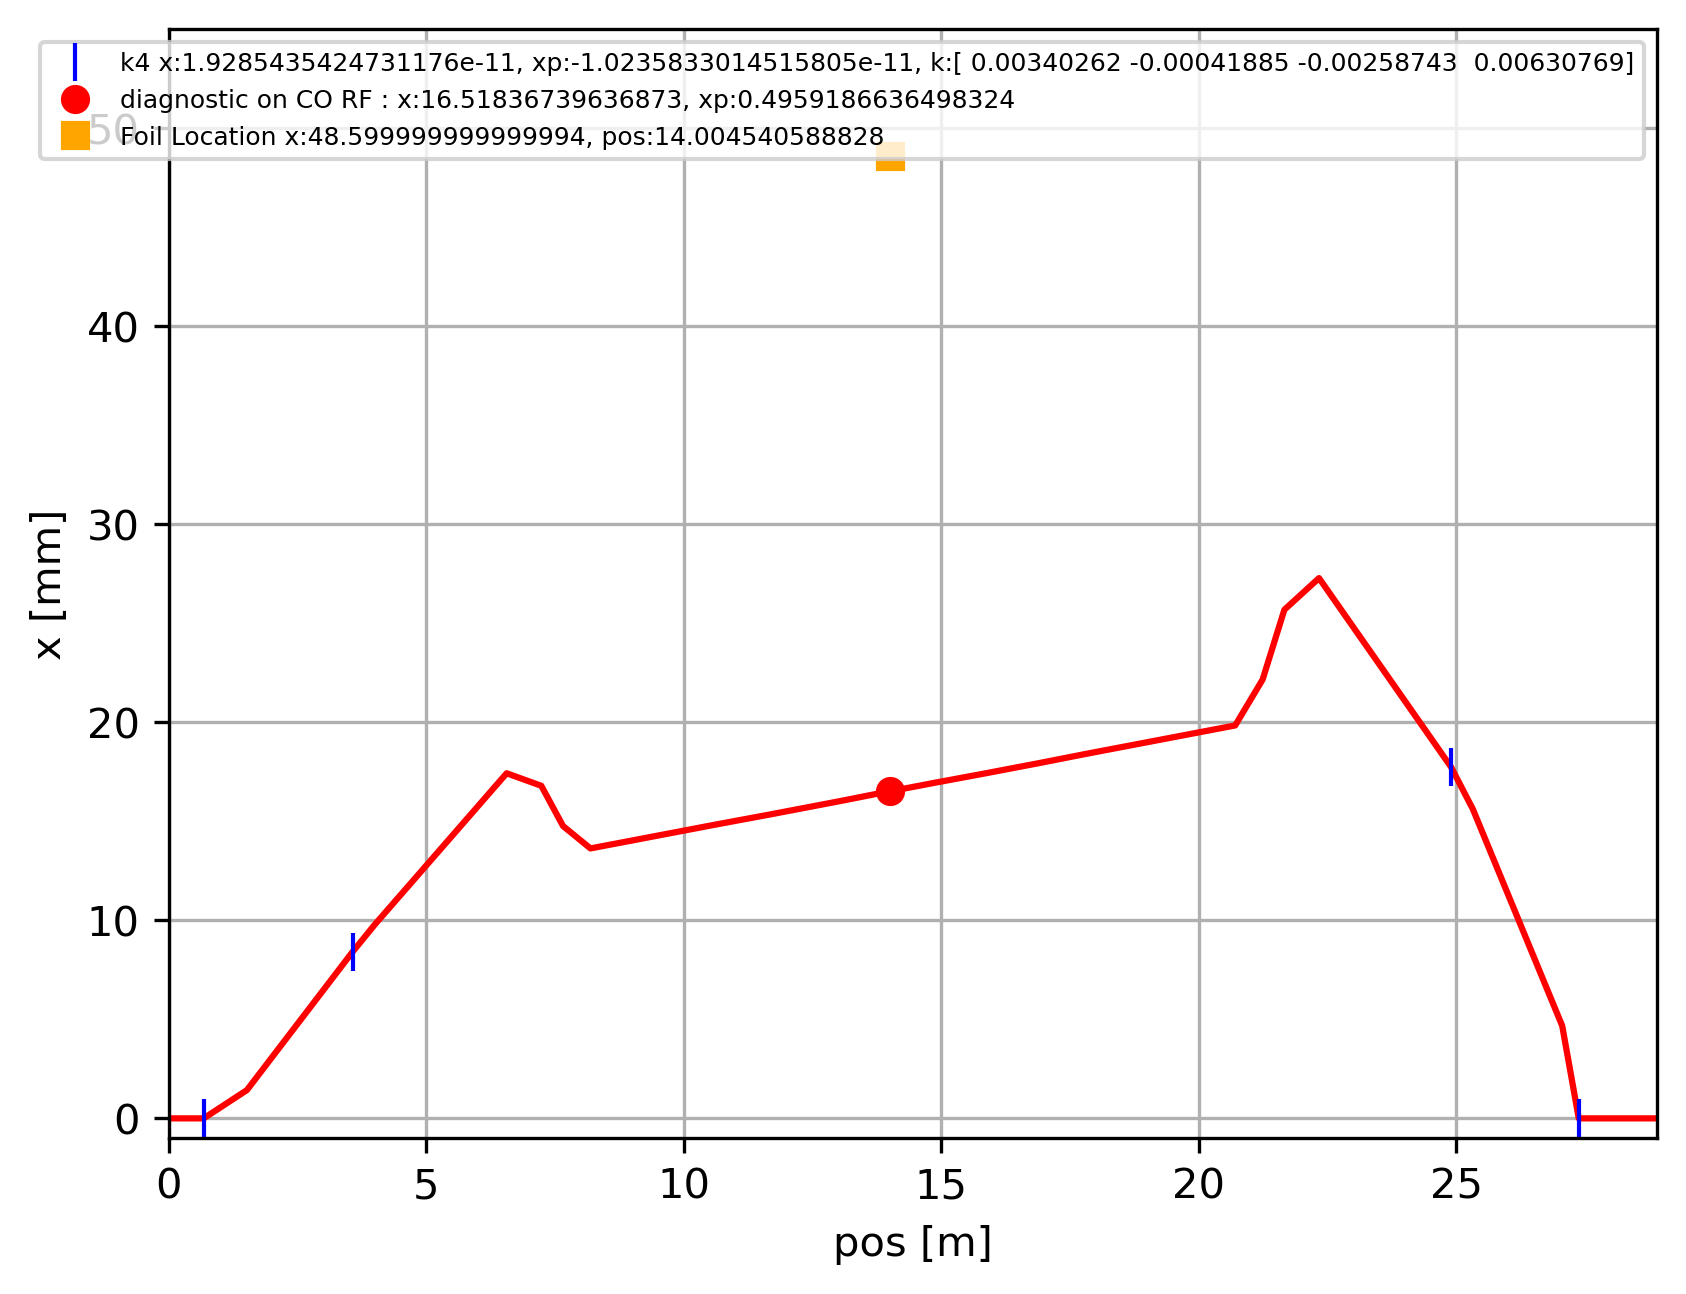 k4 x:1.9285435424731176e-11, xp:-1.0235833014515805e-11, k:[ 0.00340262 -0.00041885 -0.00258743  0.00630769]
diagnostic on CO RF : x:16.51836739636873, xp:0.4959186636498324
Foil Location x:48.599999999999994, pos:14.004540588828
50
40
30
20
10
0
x [mm]
0 5 10 15 20 25
pos [m]